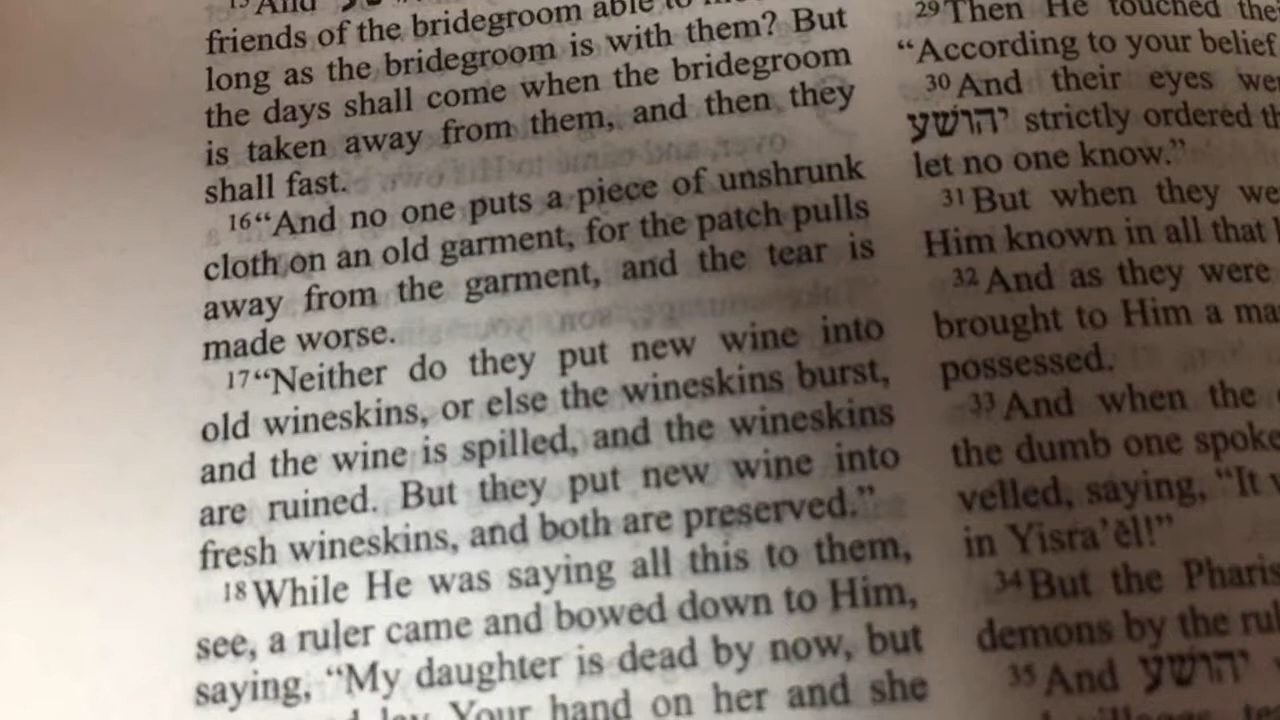 15 And
friends of the bridegroom able to
long as the bridegroom is with them? But
the days shall come when the bridegroom
is taken away from them, and then they
shall fast.
16“And no one puts a piece of unshrunk
cloth on an old garment, for the patch pulls
away from the garment, and the tear is
made worse.
17“Neither do they put new wine into
old wineskins, or else the wineskins burst,
and the wine is spilled, and the wineskins
are ruined. But they put new wine into
fresh wineskins, and both are preserved.”
18While He was saying all this to them,
see, a ruler came and bowed down to Him,
saying, “My daughter is dead by now, but
Your hand on her and she
29Then He touched
“According to your belief
30And their eyes
יהושע strictly ordered
let no one know.”
31But when they
Him known in all that
32And as they were
brought to Him a
possessed.
33And when the
the dumb one spoke
velled, saying, “It
in Yisra’ĕl!”
34But the
demons by the
35And יהושע